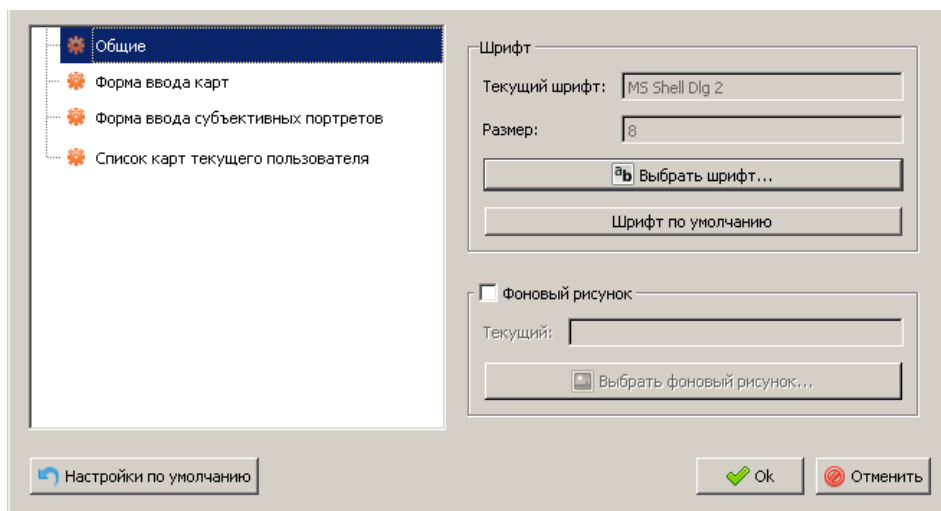 Общие
Форма ввода карт
Форма ввода субъективных портретов
Список карт текущего пользователя
Шрифт
Текущий шрифт: MS Shell Dlg 2
Размер: 8
ab Выбрать шрифт...
Шрифт по умолчанию
Фоновый рисунок
Текущий:
Выбрать фоновый рисунок...
Настройки по умолчанию
Ok
Отменить